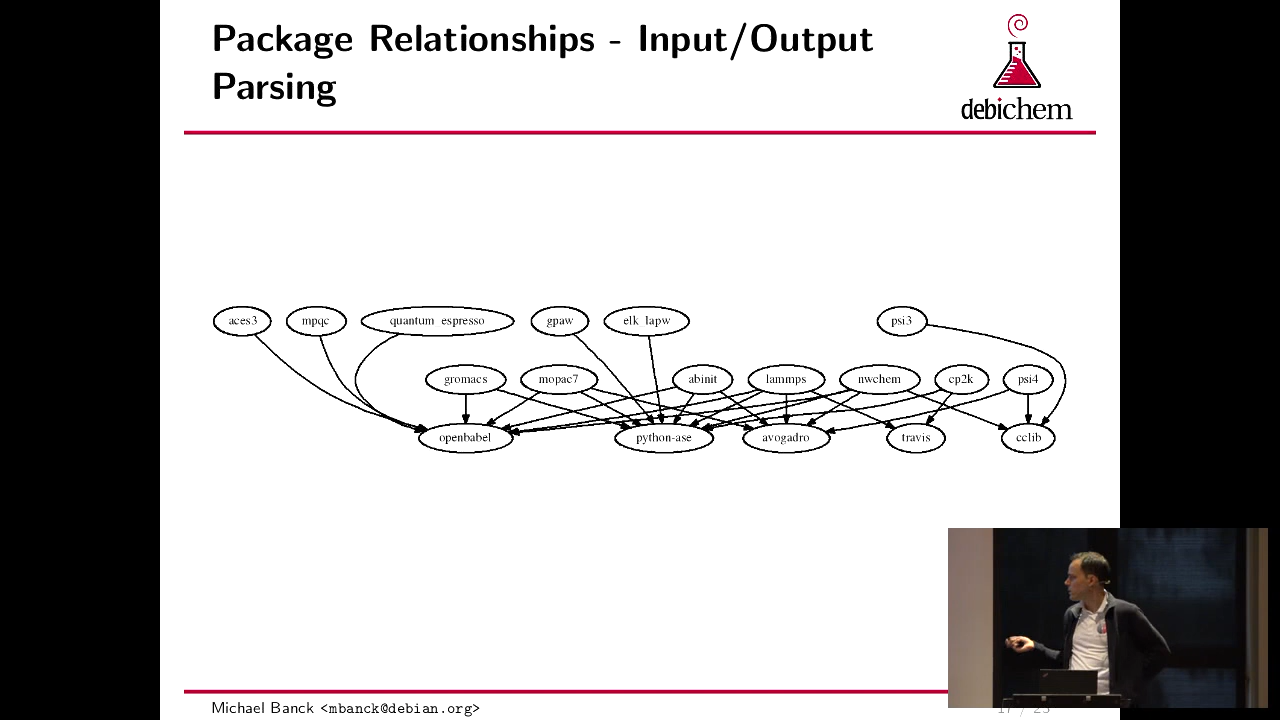 Package Relationships - Input/Output
Parsing
debichem
aces3
mpqc
quantum espresso
gpaw
elk lapw
psi3
gromacs
mopac7
abinit
lammps
nwchem
cp2k
psi4
openbabel
python-ase
avogadro
travis
cclib
Michael Banck <mbanck@debian.org>